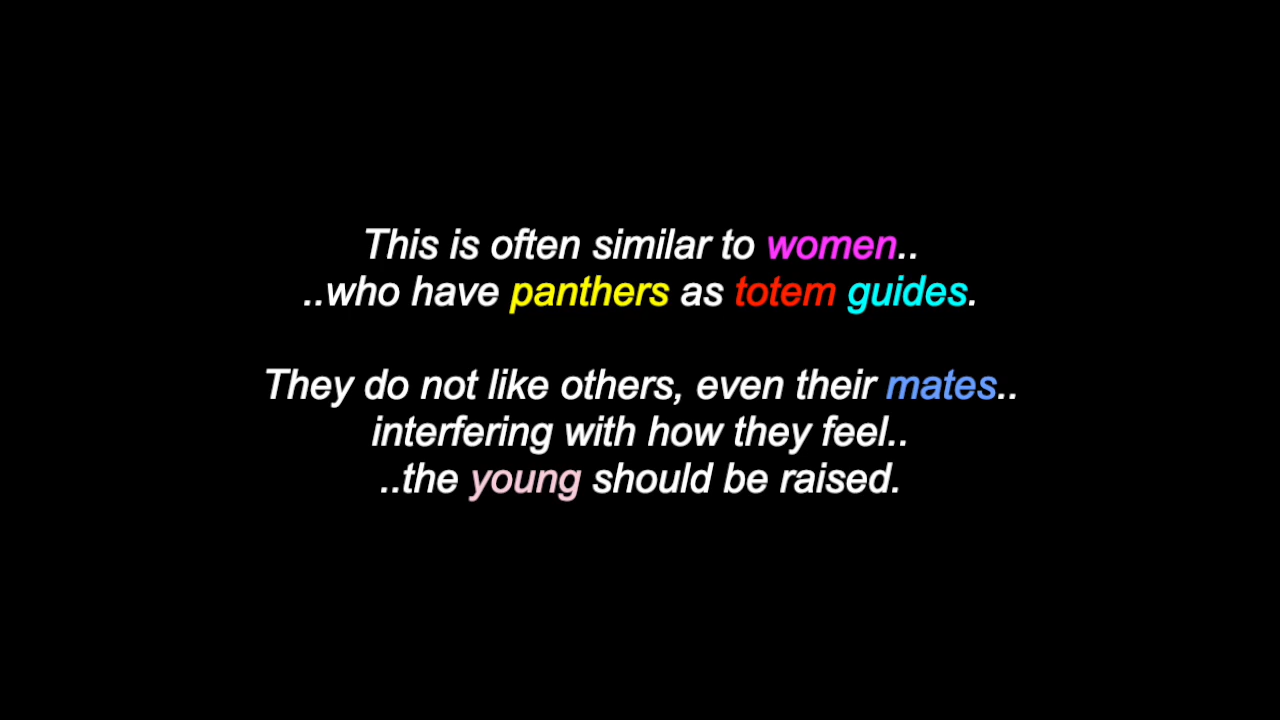 This is often similar to women..
..who have panthers as totem guides.
They do not like others, even their mates..
interfering with how they feel..
..the young should be raised.